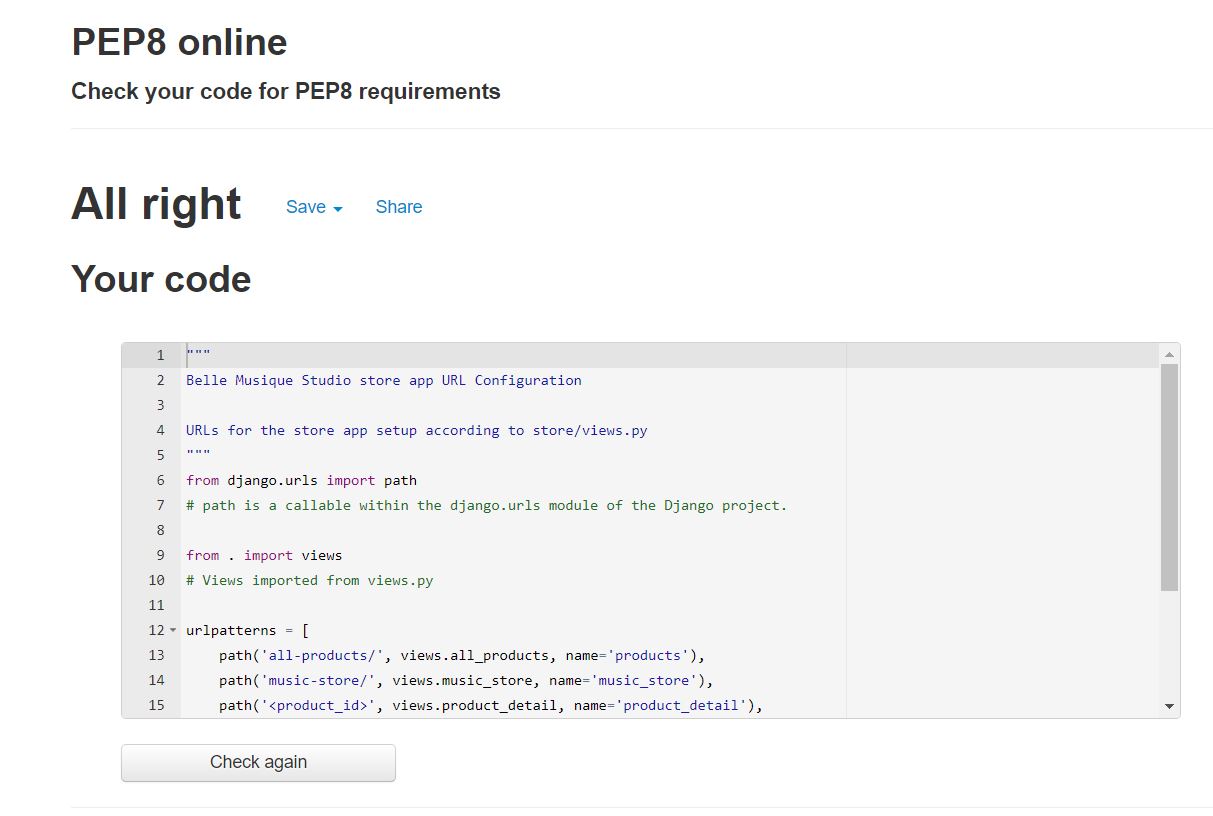 PEP8 online
Check your code for PEP8 requirements
All right Save Share
Your code
1 """
2 Belle Musique Studio store app URL Configuration
3
4 URLs for the store app setup according to store/views.py
5 """
6 from django.urls import path
7 # path is a callable within the django.urls module of the Django project.
8
9 from . import views
10 # Views imported from views.py
11
12 urlpatterns = [
13     path('all-products/', views.all_products, name='products'),
14     path('music-store/', views.music_store, name='music_store'),
15     path('<product_id>', views.product_detail, name='product_detail'),
Check again